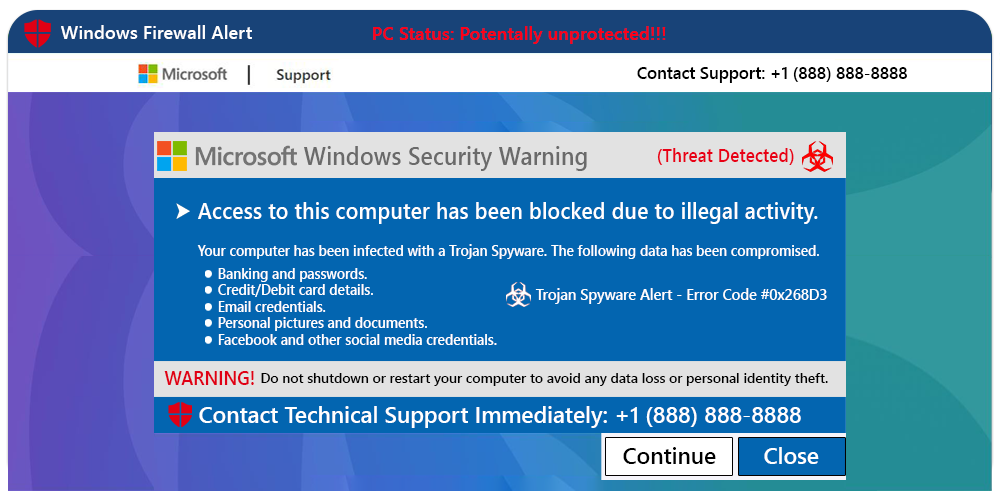 Windows Firewall Alert
PC Status: Potentally unprotected!!!
Microsoft | Support
Contact Support: +1 (888) 888-8888
Microsoft Windows Security Warning
(Threat Detected)
Access to this computer has been blocked due to illegal activity.
Your computer has been infected with a Trojan Spyware. The following data has been compromised.
• Banking and passwords.
• Credit/Debit card details.
• Email credentials.
• Personal pictures and documents.
• Facebook and other social media credentials.
Trojan Spyware Alert - Error Code #0x268D3
WARNING! Do not shutdown or restart your computer to avoid any data loss or personal identity theft.
Contact Technical Support Immediately: +1 (888) 888-8888
Continue
Close